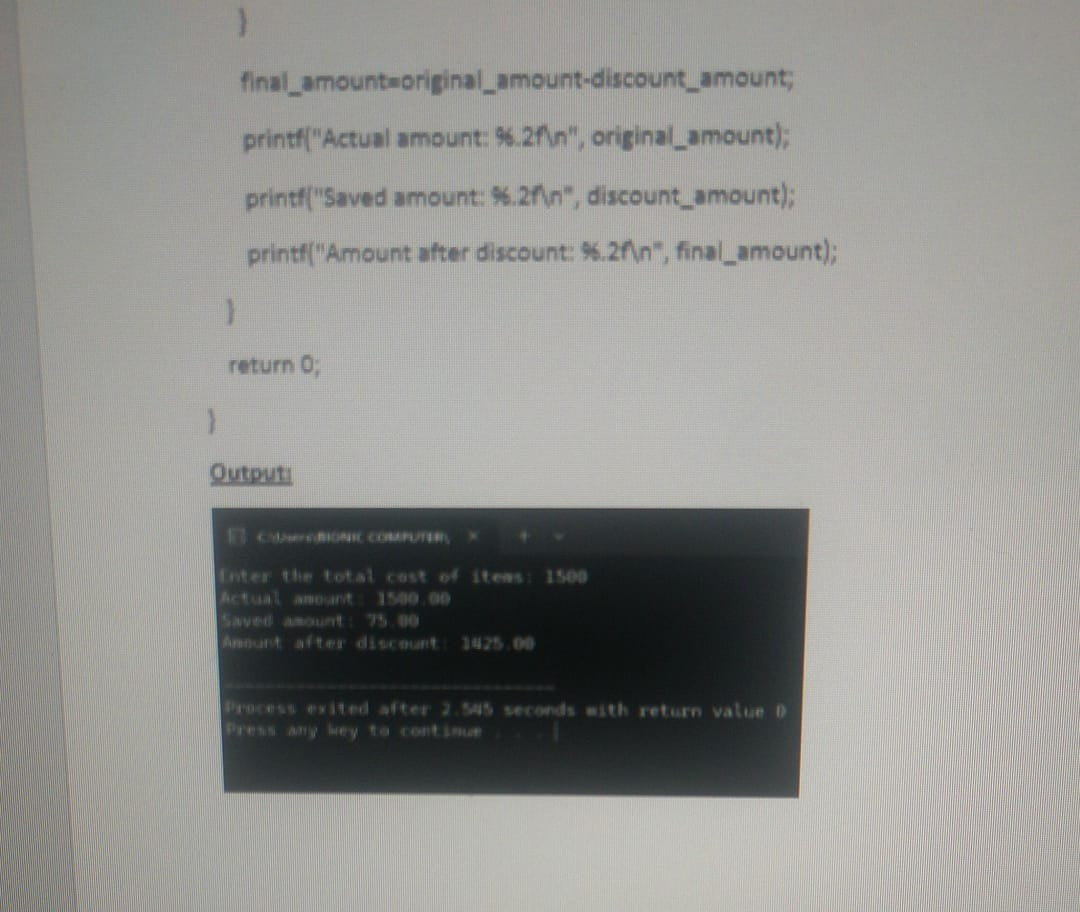 }
final_amount=original_amount-discount_amount;
printf("Actual amount: %.2f\n", original_amount);
printf("Saved amount: %.2f\n", discount_amount);
printf("Amount after discount: %.2f\n", final_amount);
}
return 0;
}
Output:
C:\Users\BIONIC COMPUTER\ × +
Enter the total cost of items: 1500
Actual amount: 1500.00
Saved amount: 75.00
Amount after discount: 1425.00
--------------------------------
Process exited after 2.545 seconds with return value 0
Press any key to continue . . .